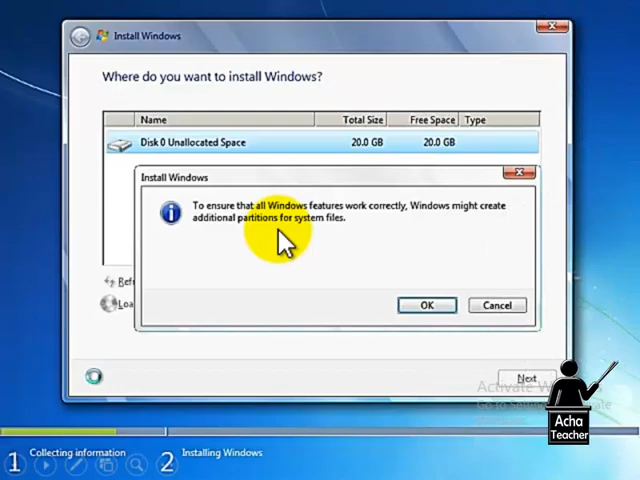 Install Windows
Where do you want to install Windows?
Name Total Size Free Space Type
Disk 0 Unallocated Space 20.0 GB 20.0 GB
Install Windows
To ensure that all Windows features work correctly, Windows might create
additional partitions for system files.
OK Cancel
Next
Activate
Acha
Teacher
1 Collecting information 2 Installing Windows